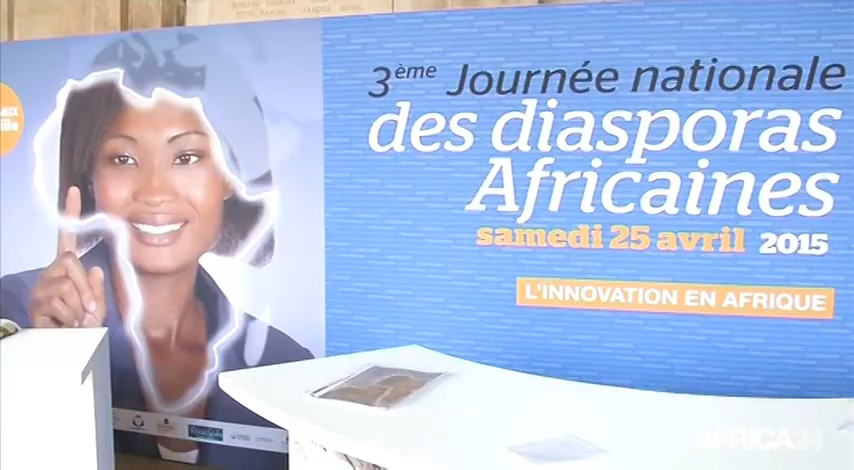 3ème Journée nationale
des diasporas
Africaines
samedi 25 avril 2015
L'INNOVATION EN AFRIQUE
AFRICA24